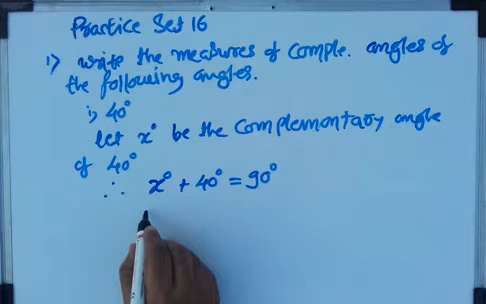 Practice Set 16
1) write the measures of comple. angles of
the following angles.
i) 40°
let x° be the complemontary angle
of 40°
∴ x° + 40° = 90°